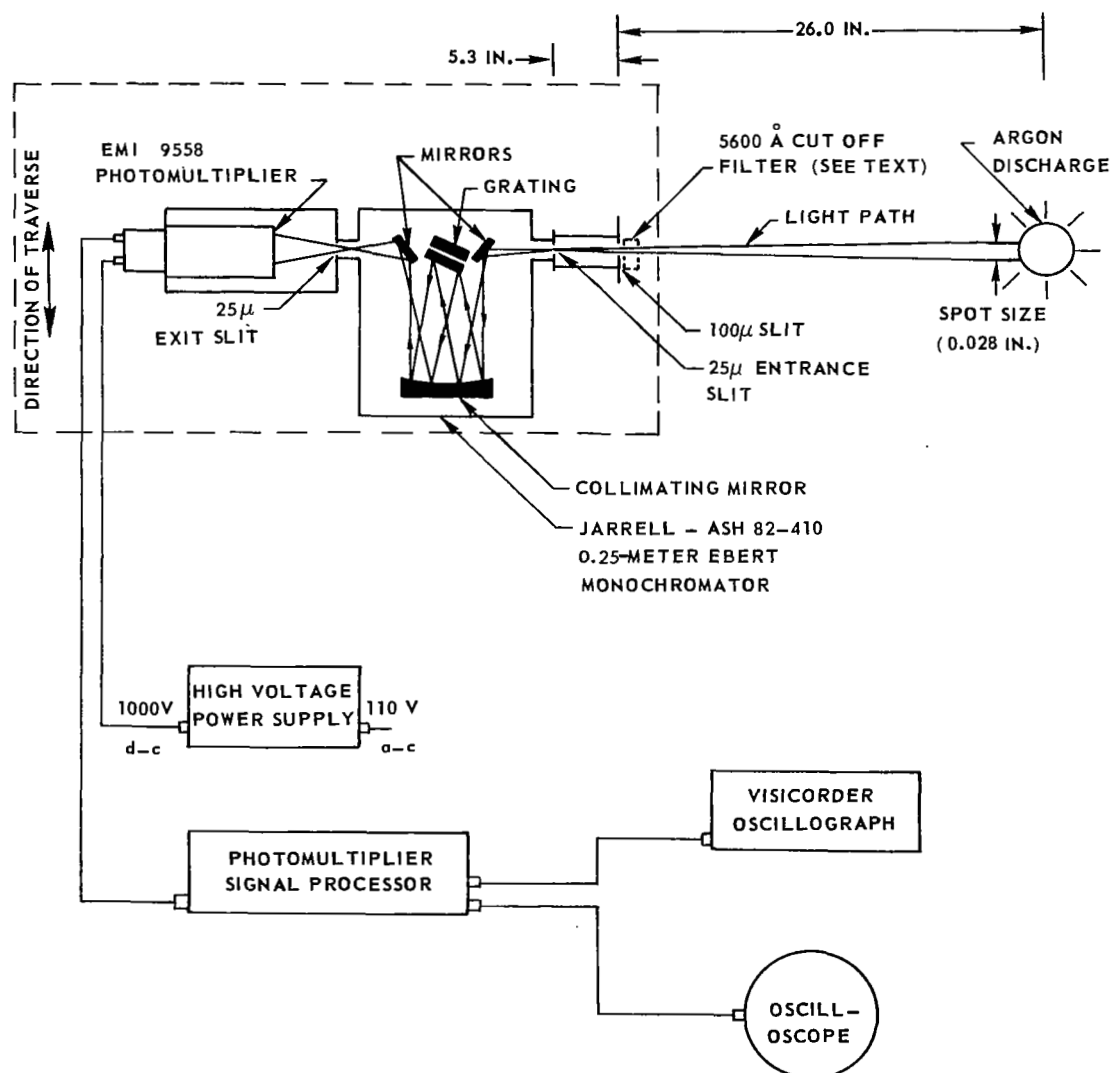 26.0 IN.
5.3 IN.
DIRECTION OF TRAVERSE
EMI 9558
PHOTOMULTIPLIER
MIRRORS
GRATING
5600 Å CUT OFF
FILTER (SEE TEXT)
ARGON
DISCHARGE
LIGHT PATH
25μ
EXIT SLIT
100μ SLIT
25μ ENTRANCE
SLIT
SPOT SIZE
(0.028 IN.)
COLLIMATING MIRROR
JARRELL – ASH 82-410
0.25-METER EBERT
MONOCHROMATOR
1000V
d-c
HIGH VOLTAGE
POWER SUPPLY
110 V
a-c
VISICORDER
OSCILLOGRAPH
PHOTOMULTIPLIER
SIGNAL PROCESSOR
OSCILL-
OSCOPE